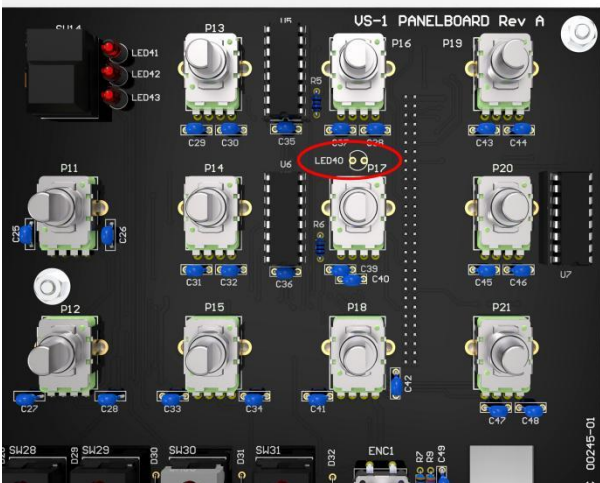 VS-1 PANELBOARD Rev A
SW14
P13
U5
P16
P19
LED41
LED42
LED43
R5
C29
C30
C35
C37
C38
C43
C44
LED40
U6
P11
P14
P17
P20
C25
C26
R6
C31
C32
C36
C39
C40
C45
C46
U7
P12
P15
P18
P21
C27
C28
C33
C34
C41
C42
C47
C48
SW28
D29
SW29
D30
SW30
D31
SW31
D32
ENC1
R7
R9
C49
00245-01